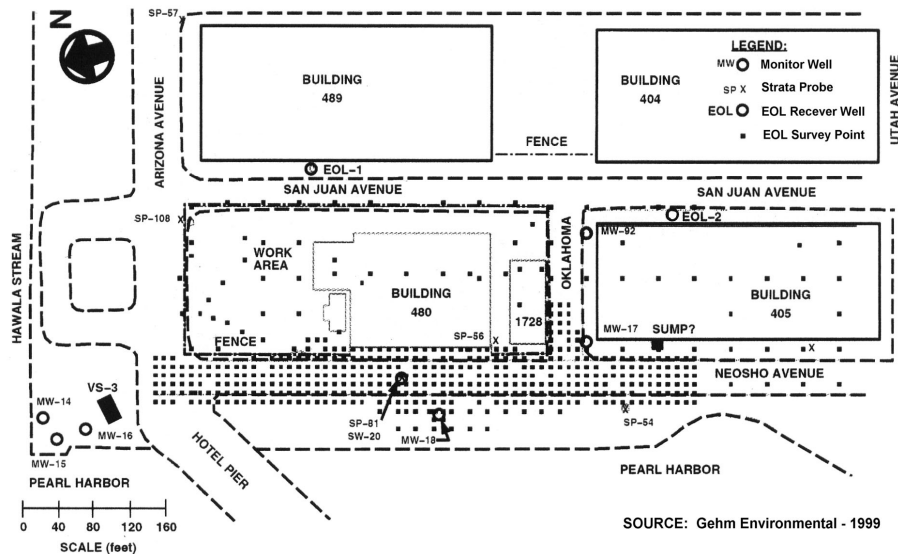 SP-57
N
ARIZONA AVENUE
BUILDING
489
BUILDING
404
LEGEND:
MW Monitor Well
SP X Strata Probe
EOL EOL Recever Well
EOL Survey Point
UTAH AVENUE
FENCE
EOL-1
SAN JUAN AVENUE
SAN JUAN AVENUE
SP-108 X
EOL-2
MW-92
HAWALA STREAM
WORK
AREA
BUILDING
480
1728
OKLAHOMA
BUILDING
405
FENCE
SP-56 X
MW-17
SUMP?
X
NEOSHO AVENUE
VS-3
MW-14
MW-16
MW-15
SP-81
SW-20
MW-18
SP-54
HOTEL PIER
PEARL HARBOR
PEARL HARBOR
0 40 80 120 160
SCALE (feet)
SOURCE: Gehm Environmental - 1999